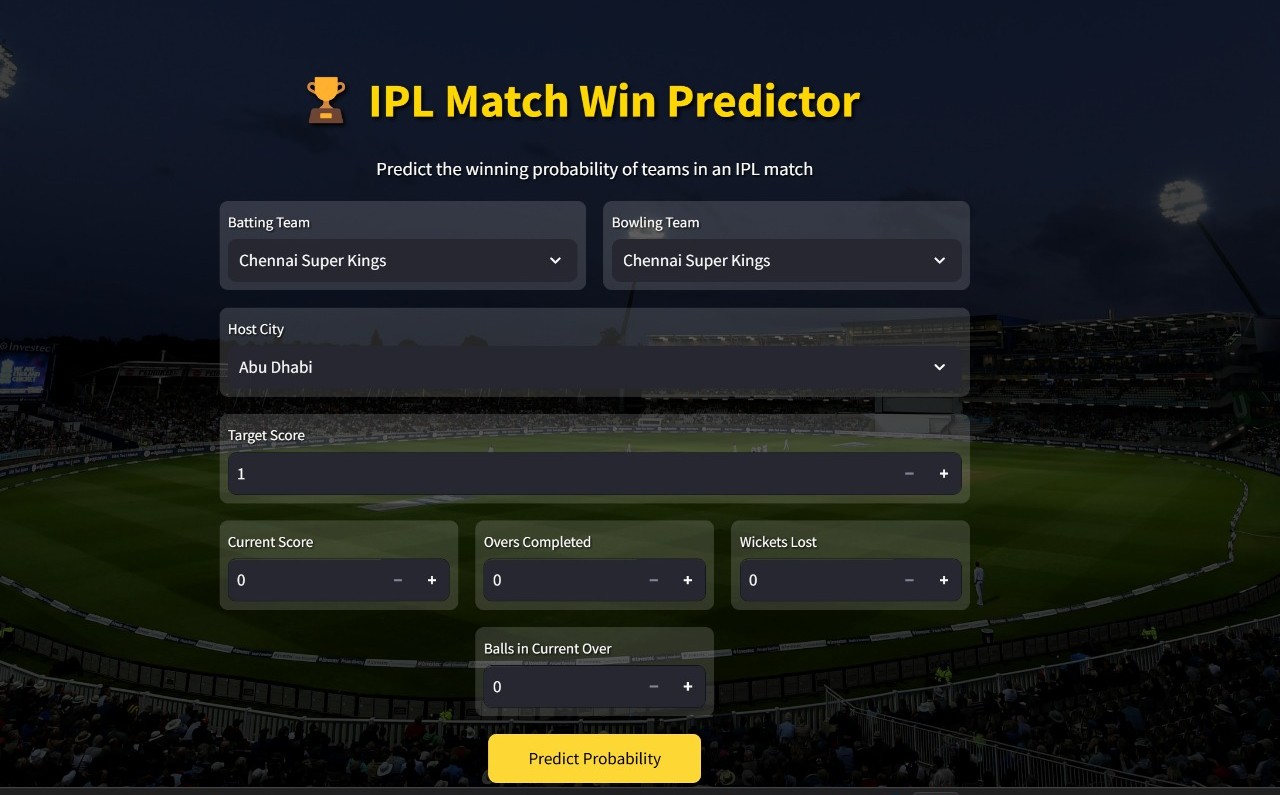 IPL Match Win Predictor
Predict the winning probability of teams in an IPL match
Batting Team
Bowling Team
Chennai Super Kings
Chennai Super Kings
Host City
Abu Dhabi
Investec
Target Score
1
Current Score
Overs Completed
Wickets Lost
0
0
0
Balls in Current Over
0
Predict Probability